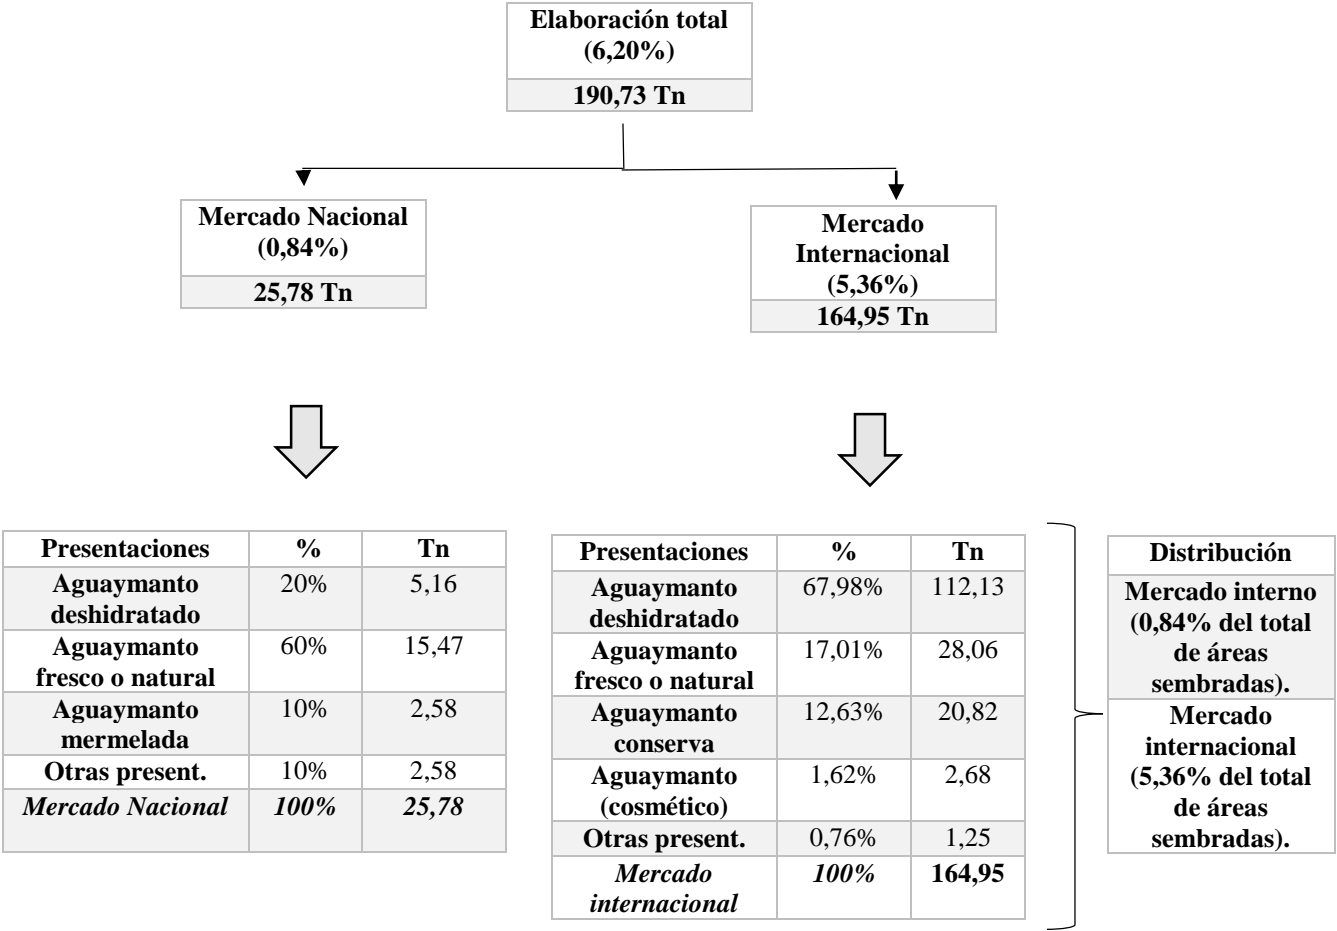 Elaboración total
(6,20%)
190,73 Tn
Mercado Nacional
(0,84%)
25,78 Tn
Mercado
Internacional
(5,36%)
164,95 Tn
Presentaciones % Tn
Aguaymanto 20% 5,16
deshidratado
Aguaymanto 60% 15,47
fresco o natural
Aguaymanto 10% 2,58
mermelada
Otras present. 10% 2,58
Mercado Nacional 100% 25,78
Presentaciones % Tn
Aguaymanto 67,98% 112,13
deshidratado
Aguaymanto 17,01% 28,06
fresco o natural
Aguaymanto 12,63% 20,82
conserva
Aguaymanto 1,62% 2,68
(cosmético)
Otras present. 0,76% 1,25
Mercado 100% 164,95
internacional
Distribución
Mercado interno
(0,84% del total
de áreas
sembradas).
Mercado
internacional
(5,36% del total
de áreas
sembradas).